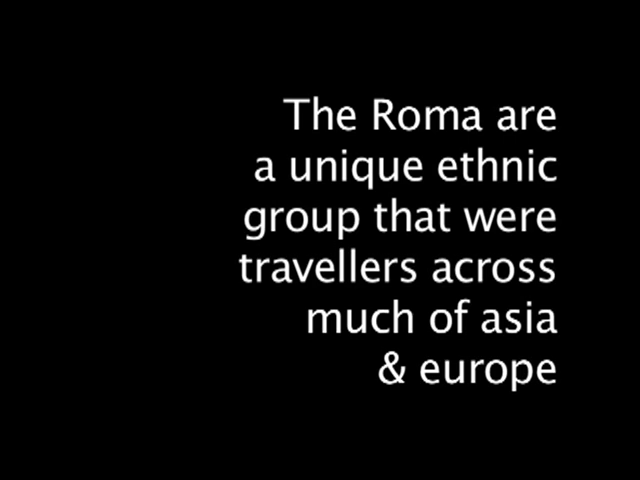 The Roma are
a unique ethnic
group that were
travellers across
much of asia
& europe